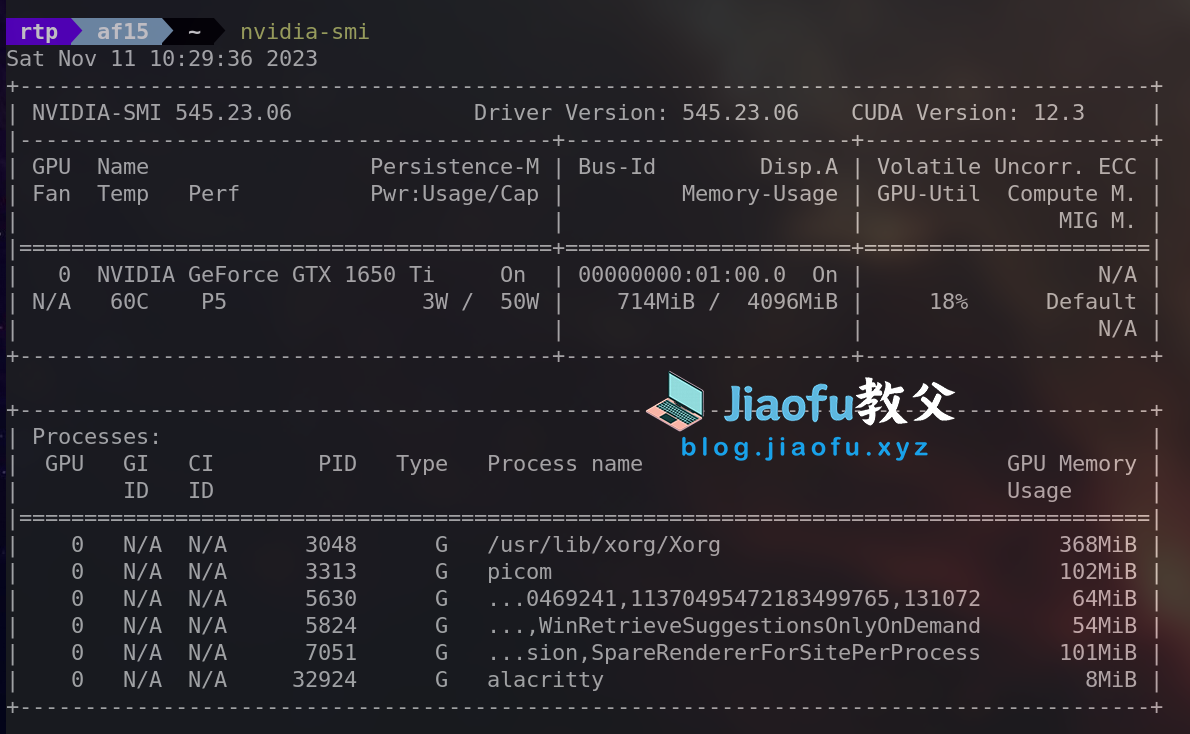 rtp af15 ~ nvidia-smi
Sat Nov 11 10:29:36 2023
+---------------------------------------------------------------------------------------+
| NVIDIA-SMI 545.23.06              Driver Version: 545.23.06    CUDA Version: 12.3     |
|-----------------------------------------+----------------------+----------------------+
| GPU  Name                 Persistence-M | Bus-Id        Disp.A | Volatile Uncorr. ECC |
| Fan  Temp   Perf          Pwr:Usage/Cap |         Memory-Usage | GPU-Util  Compute M. |
|                                         |                      |               MIG M. |
|=========================================+======================+======================|
|   0  NVIDIA GeForce GTX 1650 Ti     On  | 00000000:01:00.0  On |                  N/A |
| N/A   60C    P5               3W /  50W |    714MiB /  4096MiB |     18%      Default |
|                                         |                      |                  N/A |
+-----------------------------------------+----------------------+----------------------+
Jiaofu教父
+---------------------------------------------------------------------------------------+
| Processes:                                                                            |
blog.jiaofu.xyz
|  GPU   GI   CI        PID   Type   Process name                            GPU Memory |
|        ID   ID                                                             Usage      |
|=======================================================================================|
|    0   N/A  N/A      3048      G   /usr/lib/xorg/Xorg                          368MiB |
|    0   N/A  N/A      3313      G   picom                                       102MiB |
|    0   N/A  N/A      5630      G   ...0469241,11370495472183499765,131072       64MiB |
|    0   N/A  N/A      5824      G   ...,WinRetrieveSuggestionsOnlyOnDemand       54MiB |
|    0   N/A  N/A      7051      G   ...sion,SpareRendererForSitePerProcess      101MiB |
|    0   N/A  N/A     32924      G   alacritty                                     8MiB |
+---------------------------------------------------------------------------------------+